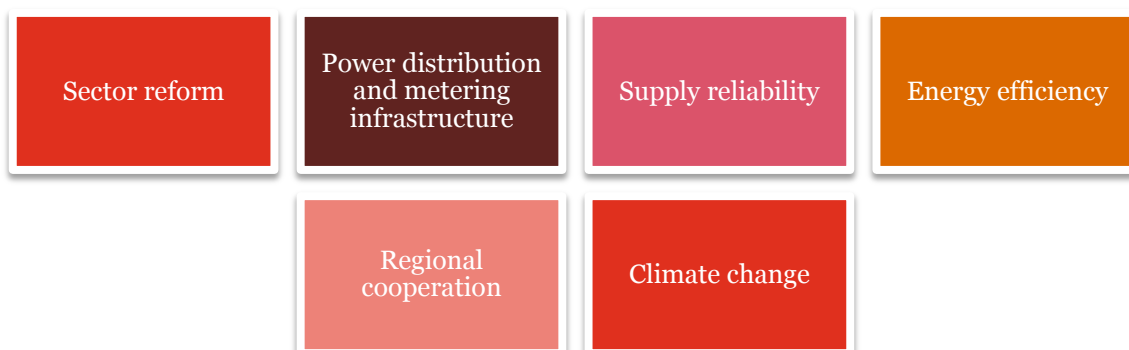 Sector reform
Power distribution
and metering
infrastructure
Supply reliability
Energy efficiency
Regional
cooperation
Climate change